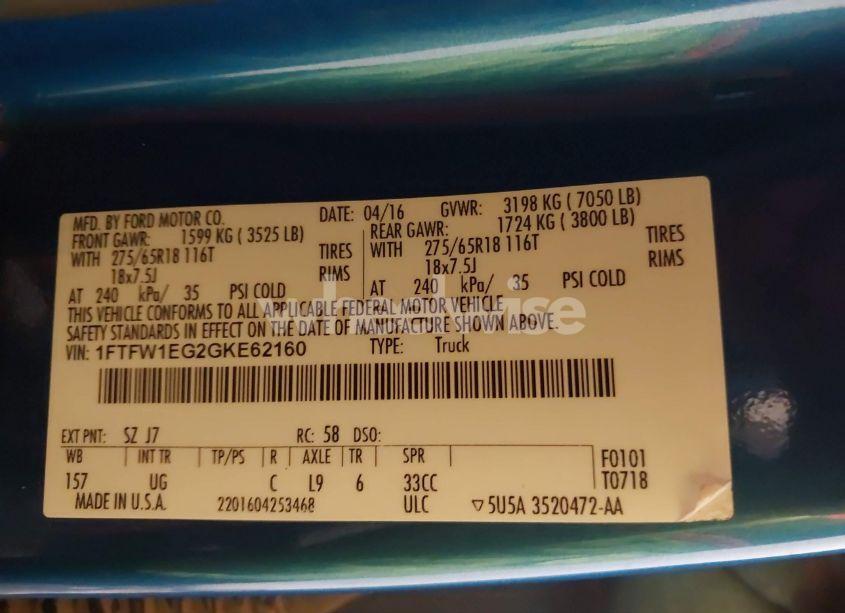 MFD. BY FORD MOTOR CO. DATE: 04/16 GVWR: 3198 KG ( 7050 LB)
FRONT GAWR: 1599 KG ( 3525 LB) REAR GAWR: 1724 KG ( 3800 LB)
WITH 275/65R18 116T TIRES WITH 275/65R18 116T TIRES
18x7.5J RIMS 18x7.5J RIMS
AT 240 kPa/ 35 PSI COLD AT 240 kPa/ 35 PSI COLD
THIS VEHICLE CONFORMS TO ALL APPLICABLE FEDERAL MOTOR VEHICLE
SAFETY STANDARDS IN EFFECT ON THE DATE OF MANUFACTURE SHOWN ABOVE.
VIN: 1FTFW1EG2GKE62160 TYPE: Truck
EXT PNT: SZ J7 RC: 58 DSO:
WB INT TR TP/PS R AXLE TR SPR F0101
157 UG C L9 6 33CC T0718
MADE IN U.S.A. 2201604253468 ULC ▽5U5A 3520472-AA